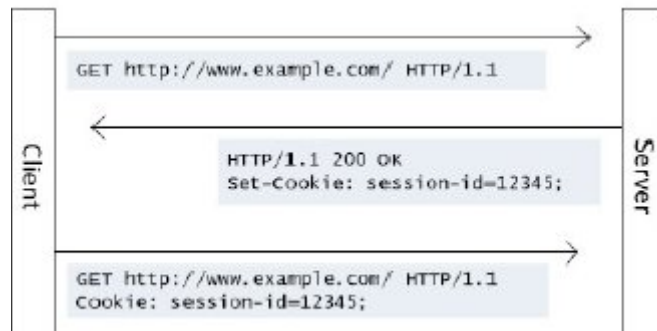 GET http://www.example.com/ HTTP/1.1
HTTP/1.1 200 OK
Set-Cookie: session-id=12345;
Client
Server
GET http://www.example.com/ HTTP/1.1
Cookie: session-id=12345;